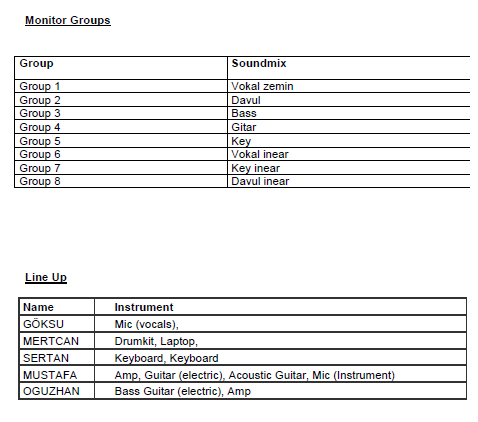 Monitor Groups
Group Soundmix
Group 1 Vokal zemin
Group 2 Davul
Group 3 Bass
Group 4 Gitar
Group 5 Key
Group 6 Vokal inear
Group 7 Key inear
Group 8 Davul inear
Line Up
Name Instrument
GÖKSU Mic (vocals),
MERTCAN Drumkit, Laptop,
SERTAN Keyboard, Keyboard
MUSTAFA Amp, Guitar (electric), Acoustic Guitar, Mic (Instrument)
OGUZHAN Bass Guitar (electric), Amp